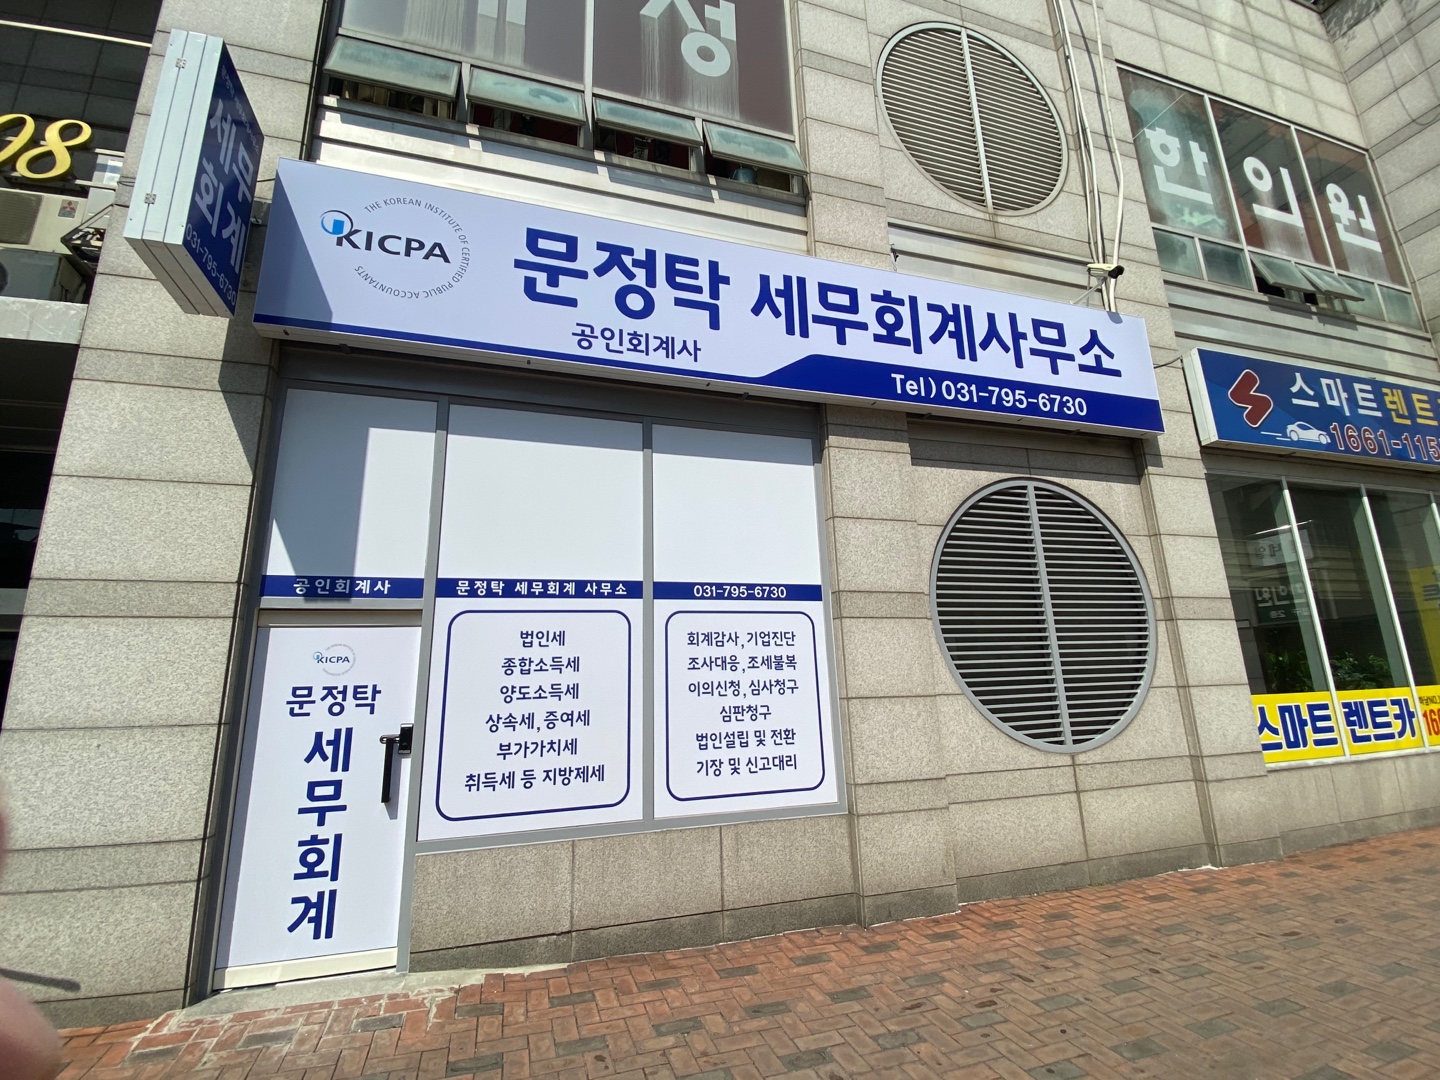 08
세무
회계
031-795-6730
성
한의원
THE KOREAN INSTITUTE OF CERTIFIED PUBLIC ACCOUNTANTS
KICPA
문정탁 세무회계사무소
공인회계사
Tel) 031-795-6730
스마트렌트
1661-115
공인회계사
문정탁 세무회계 사무소
031-795-6730
KICPA
문정탁
세무회계
법인세
종합소득세
양도소득세
상속세, 증여세
부가가치세
취득세 등 지방제세
회계감사, 기업진단
조사대응, 조세불복
이의신청, 심사청구
심판청구
법인설립 및 전환
기장 및 신고대리
스마트 렌트카